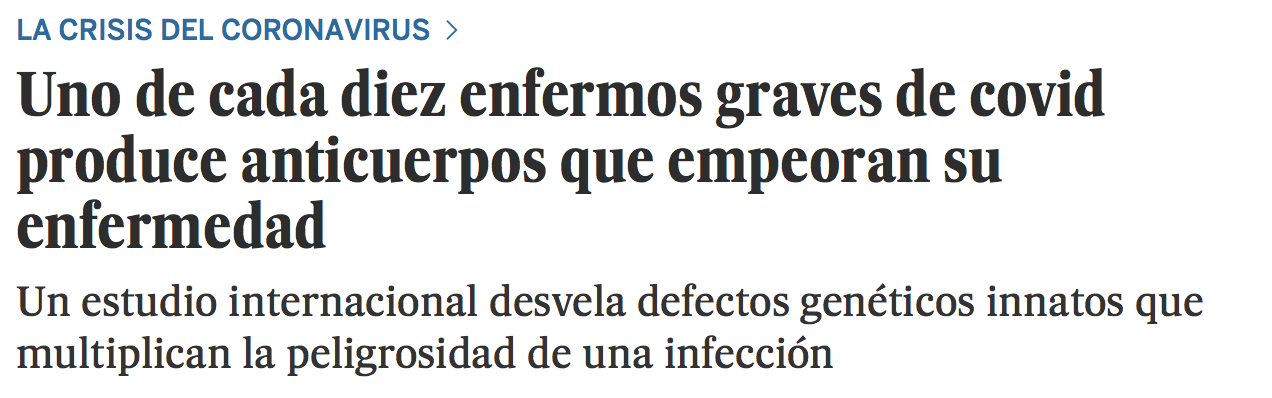 LA CRISIS DEL CORONAVIRUS >
Uno de cada diez enfermos graves de covid
produce anticuerpos que empeoran su
enfermedad
Un estudio internacional desvela defectos genéticos innatos que
multiplican la peligrosidad de una infección